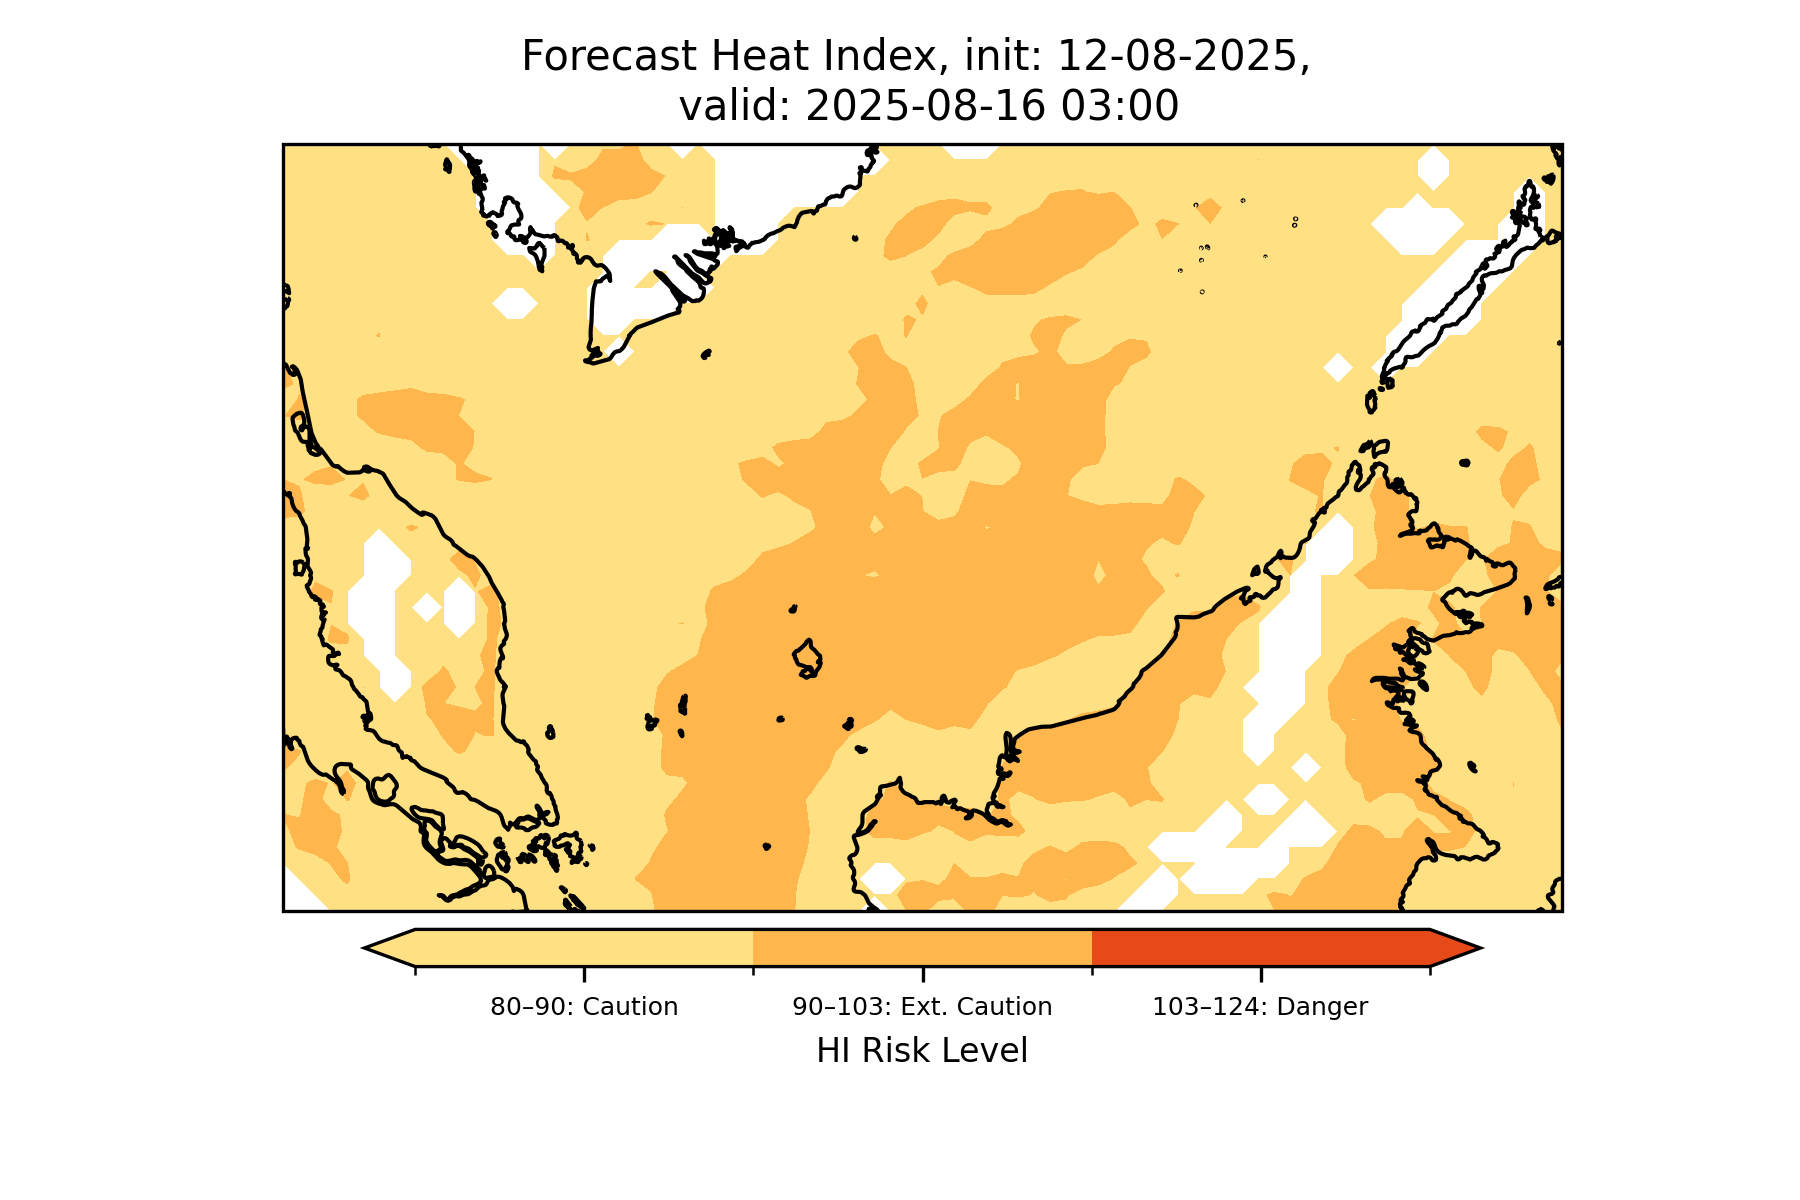 Forecast Heat Index, init: 12-08-2025,
valid: 2025-08-16 03:00
80–90: Caution
90–103: Ext. Caution
103–124: Danger
HI Risk Level